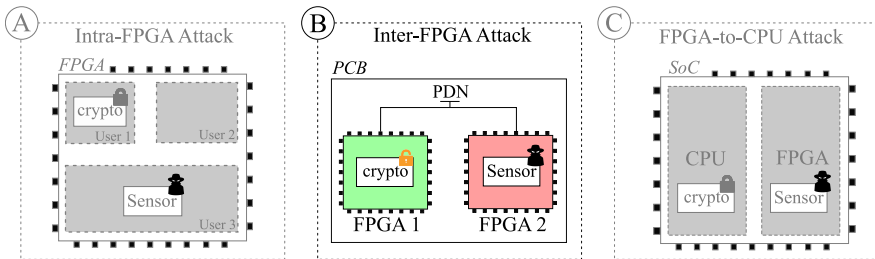 A
Intra-FPGA Attack
FPGA
crypto
User 1
User 2
Sensor
User 3
B
Inter-FPGA Attack
PCB
PDN
crypto
Sensor
FPGA 1
FPGA 2
C
FPGA-to-CPU Attack
SoC
CPU
FPGA
crypto
Sensor